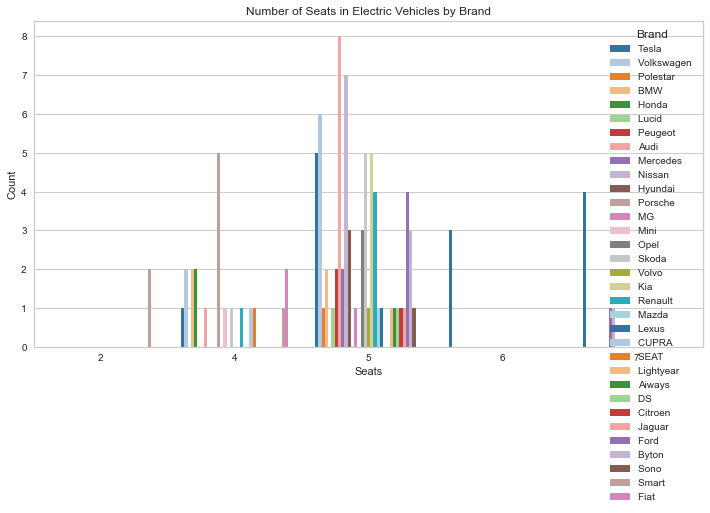 Number of Seats in Electric Vehicles by Brand
Count
8
7
6
5
4
3
2
1
0
2
4
5
6
7
Seats
Brand
Tesla
Volkswagen
Polestar
BMW
Honda
Lucid
Peugeot
Audi
Mercedes
Nissan
Hyundai
Porsche
MG
Mini
Opel
Skoda
Volvo
Kia
Renault
Mazda
Lexus
CUPRA
SEAT
Lightyear
Aiways
DS
Citroen
Jaguar
Ford
Byton
Sono
Smart
Fiat